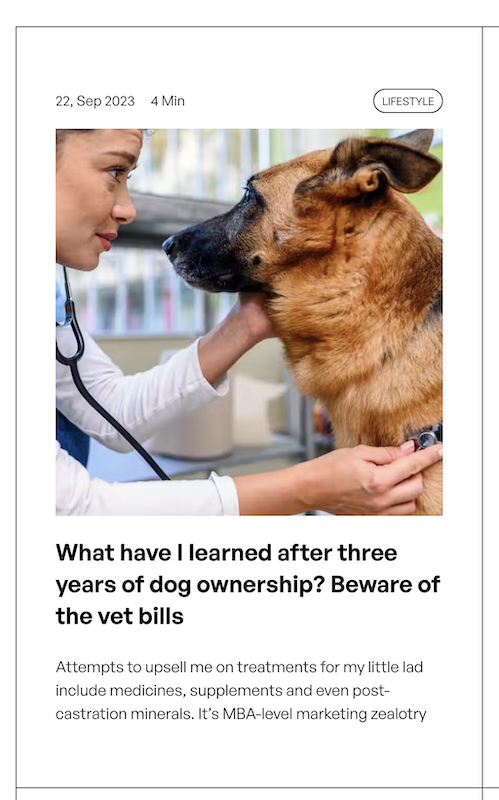 22, Sep 2023 4 Min
LIFESTYLE
What have I learned after three
years of dog ownership? Beware of
the vet bills
Attempts to upsell me on treatments for my little lad
include medicines, supplements and even post-
castration minerals. It’s MBA-level marketing zealotry